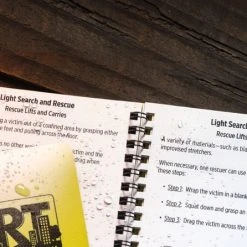 Light Search and Rescue
Rescue Lifts and Carries
a victim out of a confined area by grasping either
e feet and pulling across the floor.
no other w
victim and the
drag when
RT
Light Search
Rescue Lif
A variety of materials—such as bla
improvised stretchers.
When necessary, one rescuer can use
these steps:
• Step 1: Wrap the victim in a blank
• Step 2: Squat down and grasp an
• Step 3: Drag the victim across the